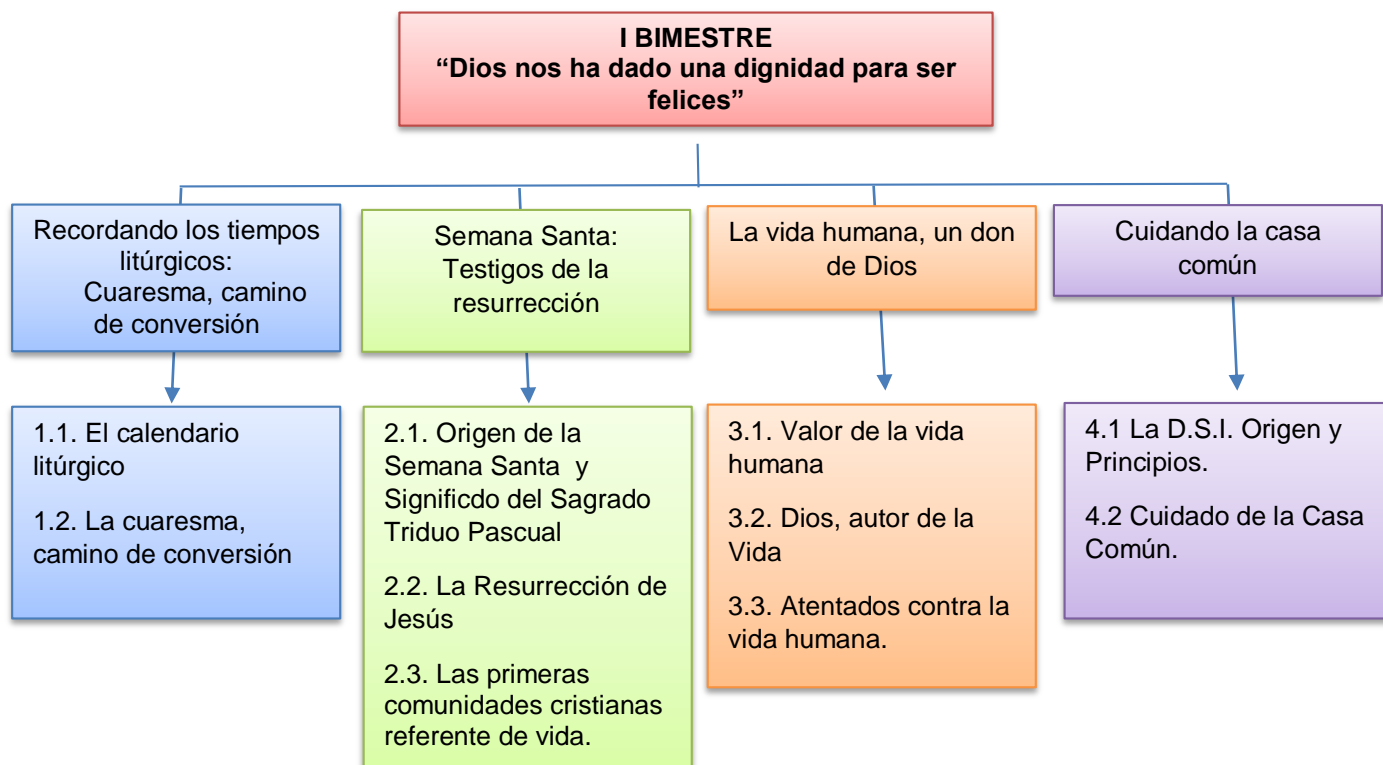 I BIMESTRE
“Dios nos ha dado una dignidad para ser
felices”
Recordando los tiempos
litúrgicos:
Cuaresma, camino
de conversión
Semana Santa:
Testigos de la
resurrección
La vida humana, un don
de Dios
Cuidando la casa
común
1.1. El calendario
litúrgico
1.2. La cuaresma,
camino de conversión
2.1. Origen de la
Semana Santa y
Significdo del Sagrado
Triduo Pascual
2.2. La Resurrección de
Jesús
2.3. Las primeras
comunidades cristianas
referente de vida.
3.1. Valor de la vida
humana
3.2. Dios, autor de la
Vida
3.3. Atentados contra la
vida humana.
4.1 La D.S.I. Origen y
Principios.
4.2 Cuidado de la Casa
Común.